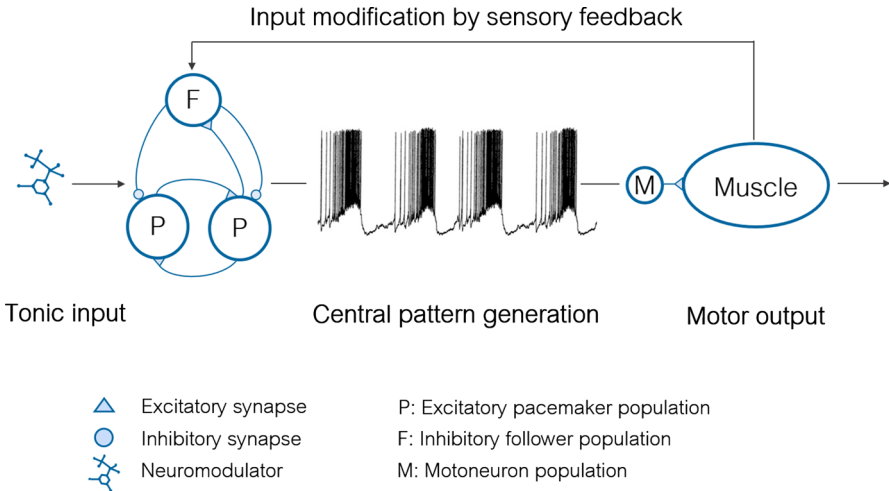 Input modification by sensory feedback
F
P
P
M
Muscle
Tonic input
Central pattern generation
Motor output
Excitatory synapse
P: Excitatory pacemaker population
Inhibitory synapse
F: Inhibitory follower population
Neuromodulator
M: Motoneuron population